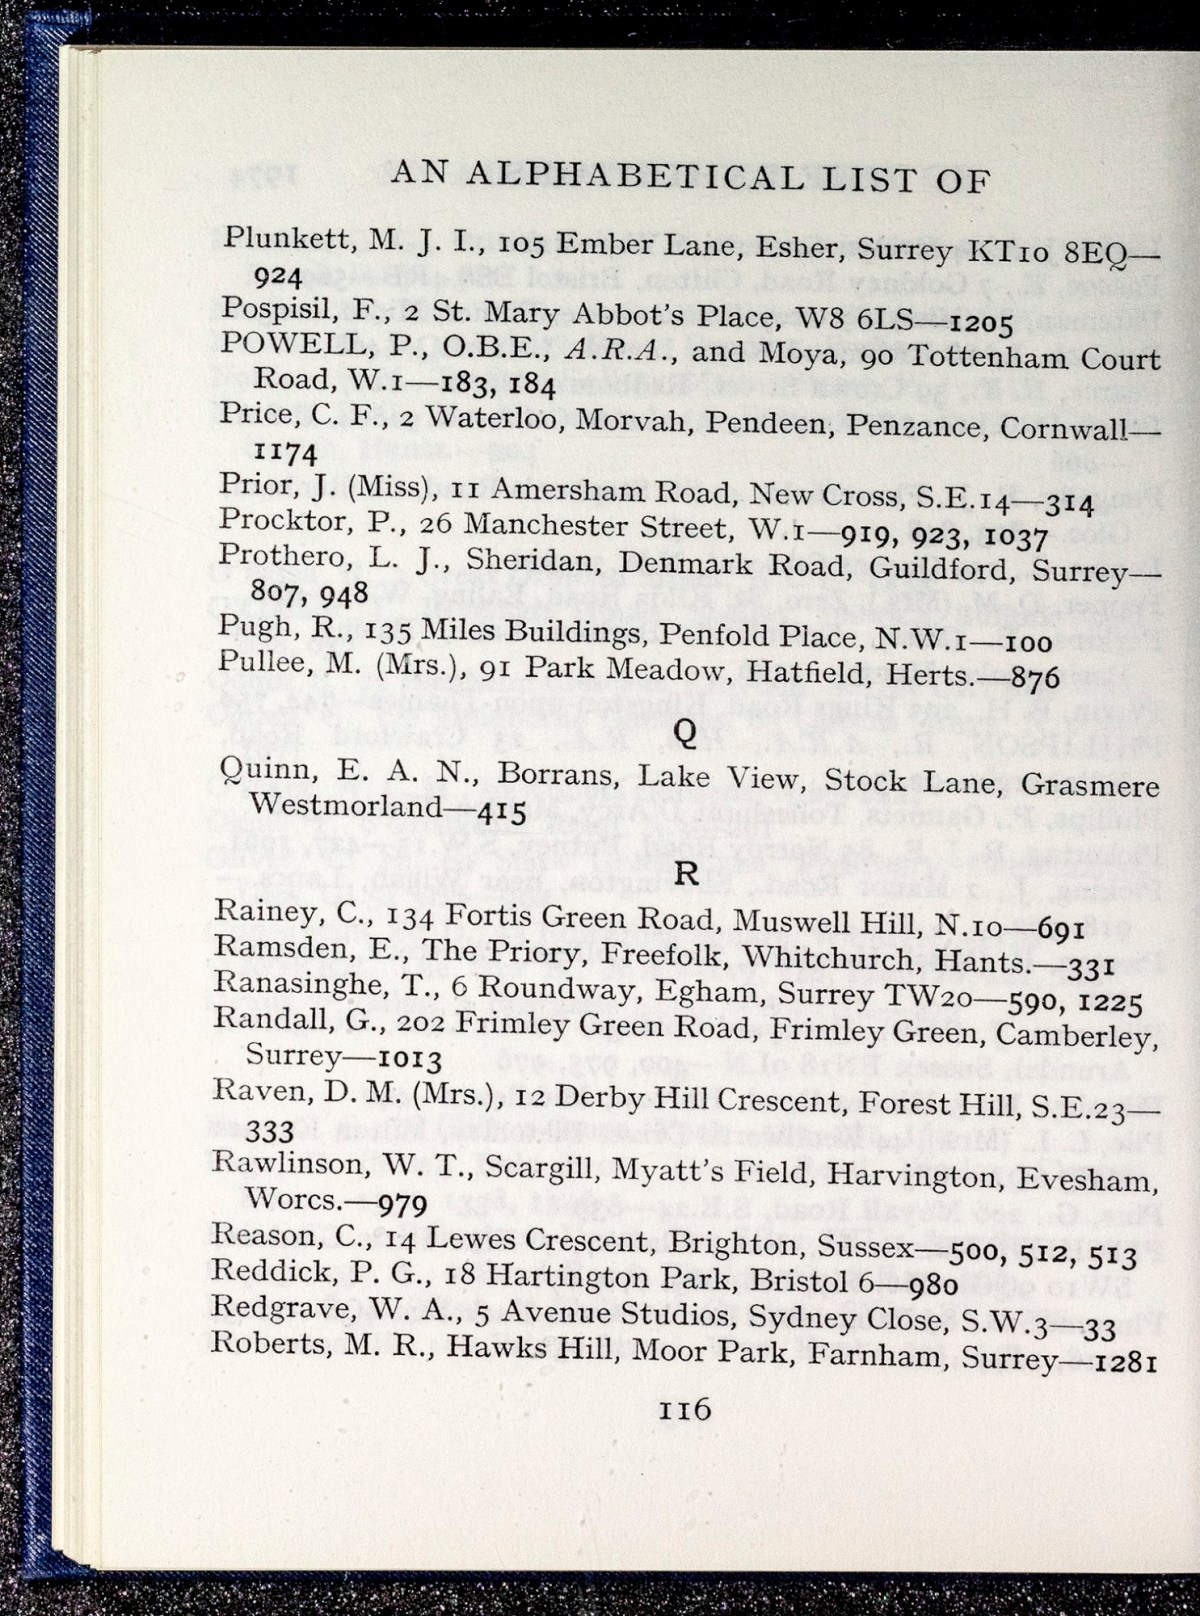 AN ALPHABETICAL LIST OF
Plunkett, M. J. I., 105 Ember Lane, Esher, Surrey KT10 8EQ—
924
Pospisil, F., 2 St. Mary Abbot's Place, W8 6LS—1205
POWELL, P., O.B.E., A.R.A., and Moya, 90 Tottenham Court
Road, W.1—183, 184
Price, C. F., 2 Waterloo, Morvah, Pendeen, Penzance, Cornwall—
1174
Prior, J. (Miss), 11 Amersham Road, New Cross, S.E.14—314
Procktor, P., 26 Manchester Street, W.1—919, 923, 1037
Prothero, L. J., Sheridan, Denmark Road, Guildford, Surrey—
807, 948
Pugh, R., 135 Miles Buildings, Penfold Place, N.W.1—100
Pullee, M. (Mrs.), 91 Park Meadow, Hatfield, Herts.—876
Q
Quinn, E. A. N., Borrans, Lake View, Stock Lane, Grasmere
Westmorland—415
R
Rainey, C., 134 Fortis Green Road, Muswell Hill, N.10—691
Ramsden, E., The Priory, Freefolk, Whitchurch, Hants.—331
Ranasinghe, T., 6 Roundway, Egham, Surrey TW20—590, 1225
Randall, G., 202 Frimley Green Road, Frimley Green, Camberley,
Surrey—1013
Raven, D. M. (Mrs.), 12 Derby Hill Crescent, Forest Hill, S.E.23—
333
Rawlinson, W. T., Scargill, Myatt's Field, Harvington, Evesham,
Worcs.—979
Reason, C., 14 Lewes Crescent, Brighton, Sussex—500, 512, 513
Reddick, P. G., 18 Hartington Park, Bristol 6—980
Redgrave, W. A., 5 Avenue Studios, Sydney Close, S.W.3—33
Roberts, M. R., Hawks Hill, Moor Park, Farnham, Surrey—1281
116